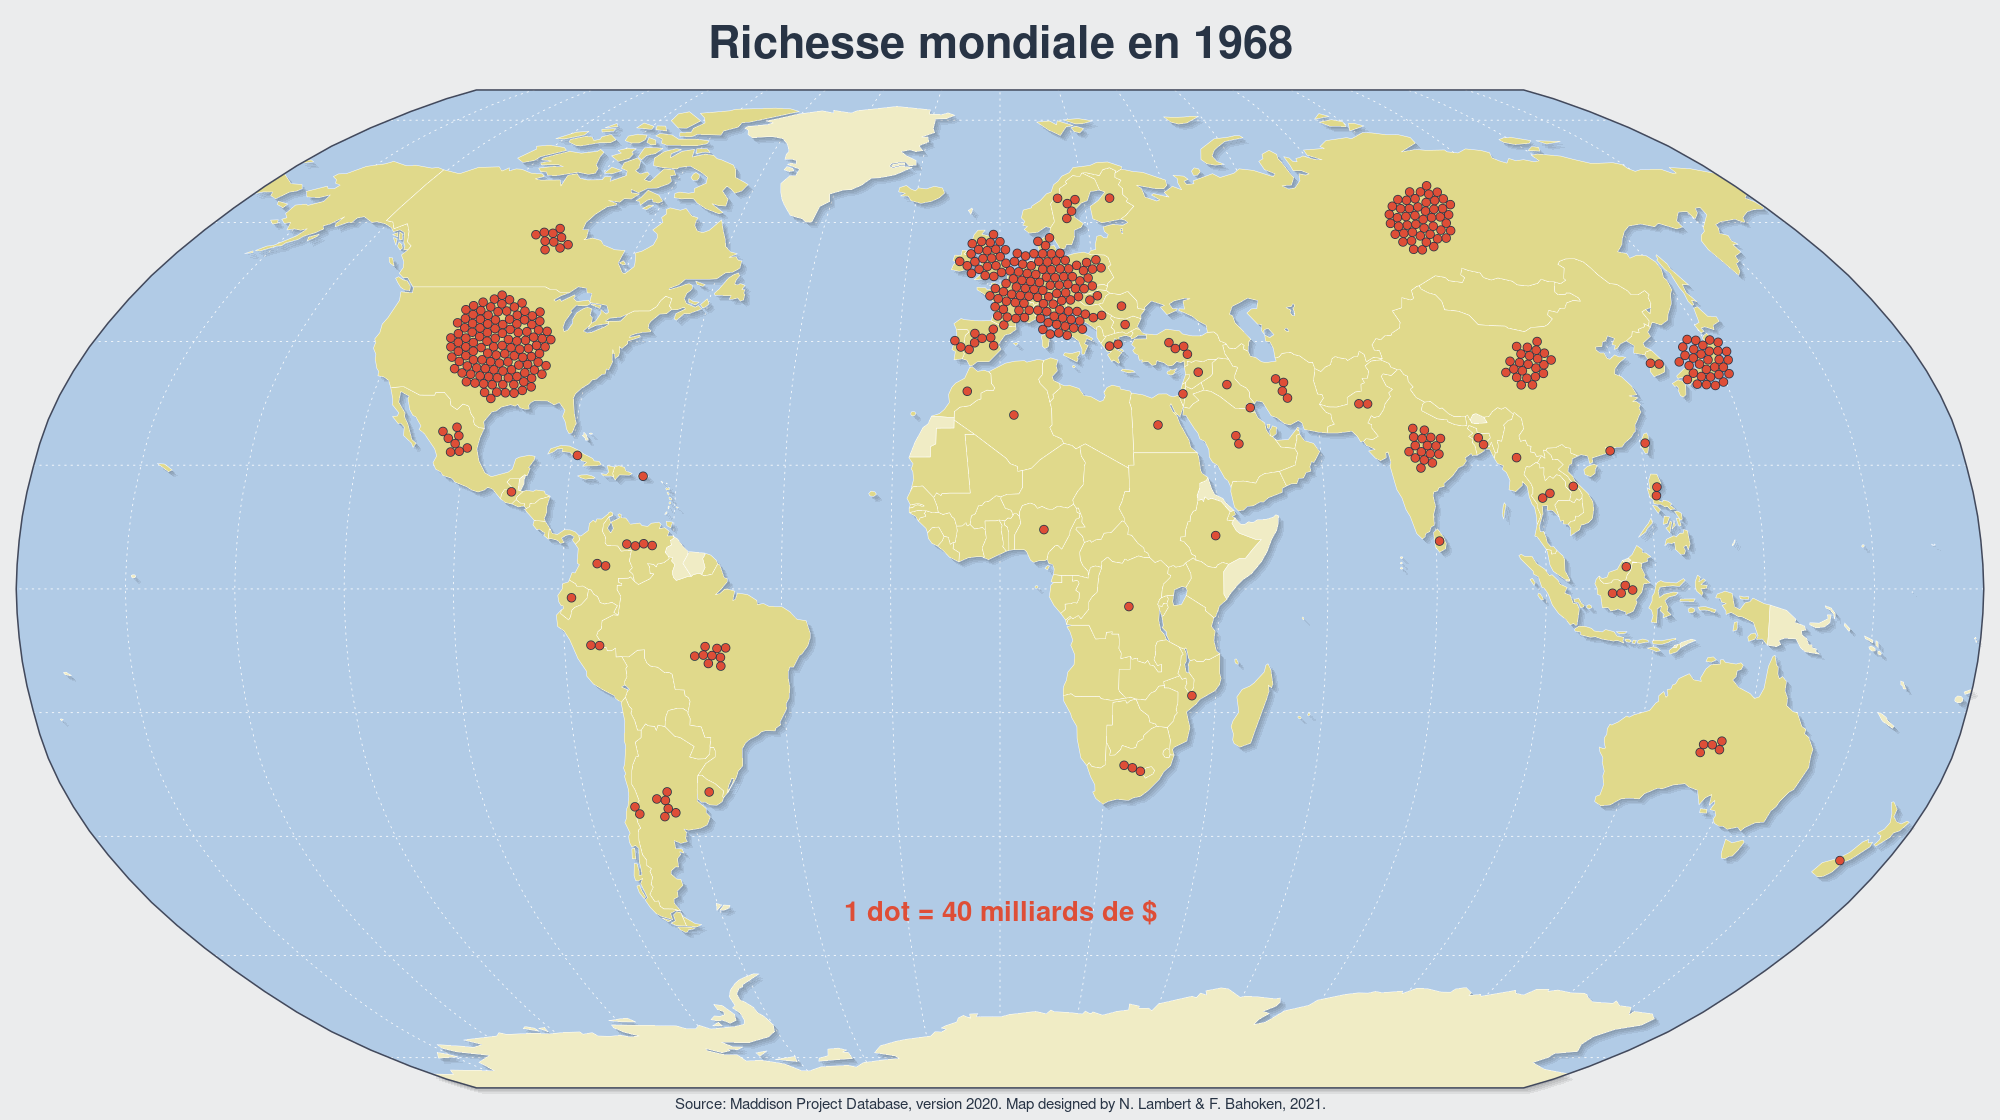 Richesse mondiale en 1968
1 dot = 40 milliards de $
Source: Maddison Project Database, version 2020. Map designed by N. Lambert & F. Bahoken, 2021.